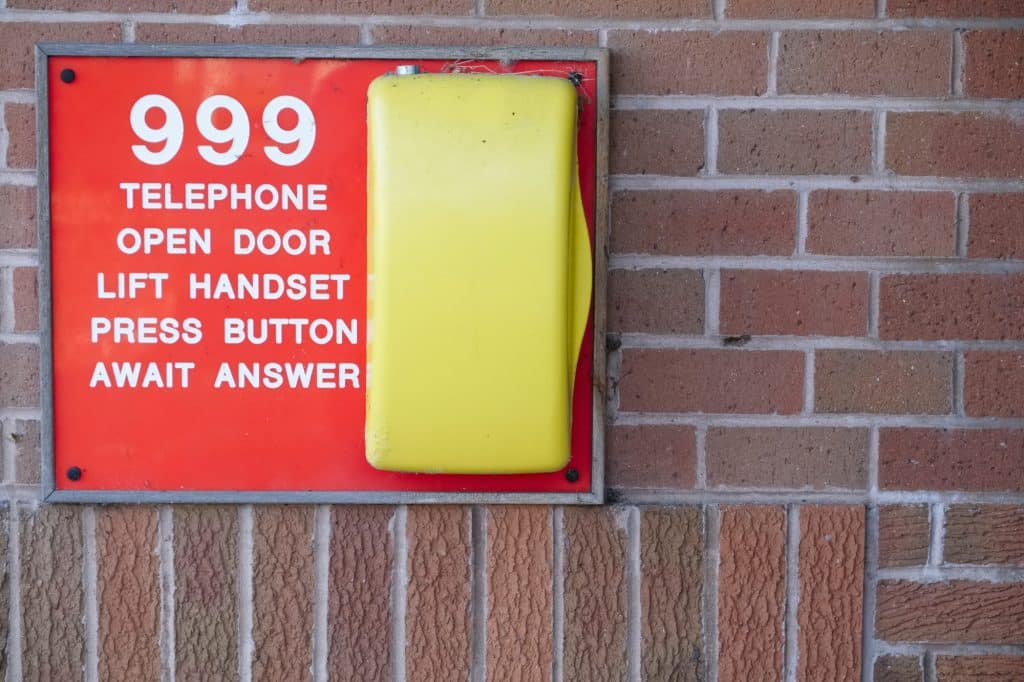 999
TELEPHONE
OPEN DOOR
LIFT HANDSET
PRESS BUTTON
AWAIT ANSWER